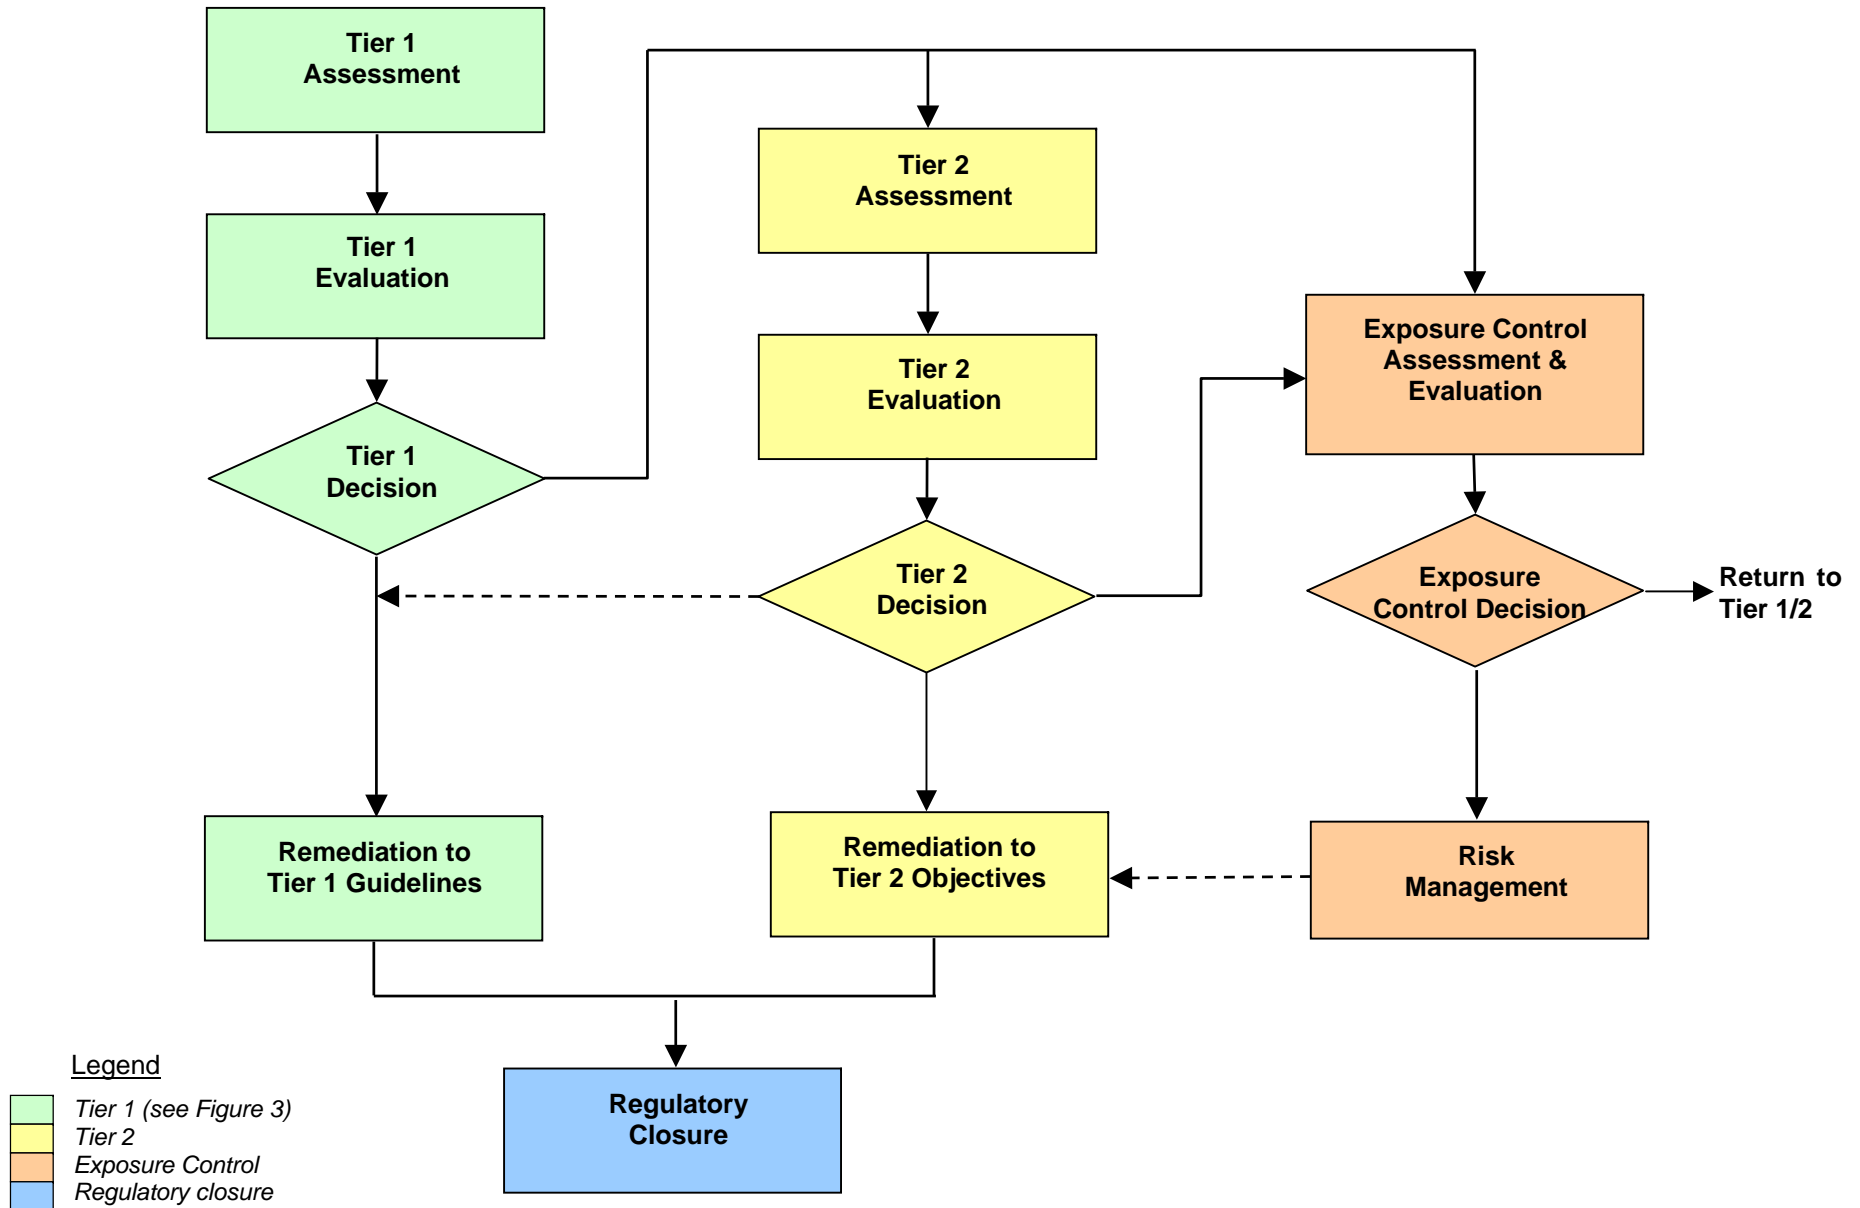 Tier 1
Assessment
Tier 1
Evaluation
Tier 1
Decision
Remediation to
Tier 1 Guidelines
Tier 2
Assessment
Tier 2
Evaluation
Tier 2
Decision
Remediation to
Tier 2 Objectives
Exposure Control
Assessment &
Evaluation
Exposure
Control Decision
Return to
Tier 1/2
Risk
Management
Regulatory
Closure
Legend
Tier 1 (see Figure 3)
Tier 2
Exposure Control
Regulatory closure